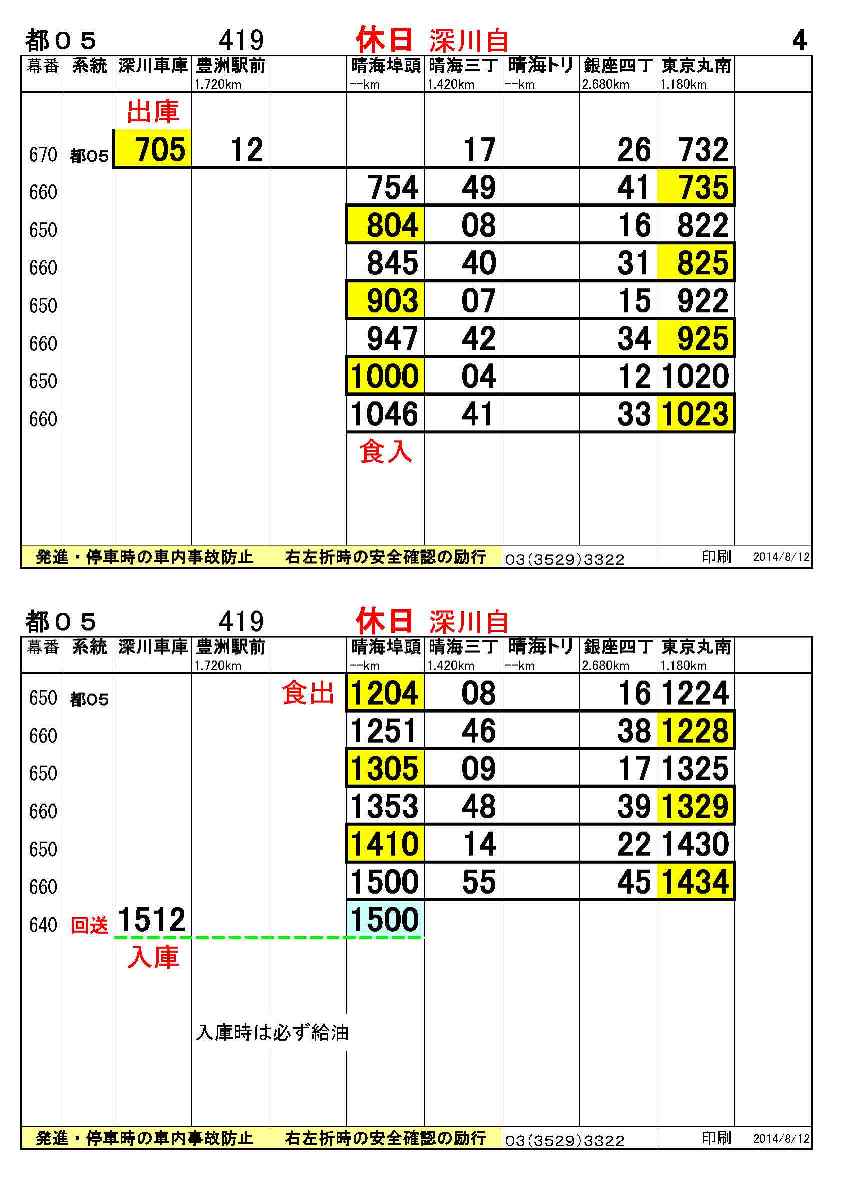 都０５ 419 休日 深川自 4
幕番 系統 深川車庫 豊洲駅前 晴海埠頭 晴海三丁 晴海トリ 銀座四丁 東京丸南
1.720km --km 1.420km --km 2.680km 1.180km
出庫
670 都05 705 12 17 26 732
660 754 49 41 735
650 804 08 16 822
660 845 40 31 825
650 903 07 15 922
660 947 42 34 925
650 1000 04 12 1020
660 1046 41 33 1023
食入
発進・停車時の車内事故防止 右左折時の安全確認の励行 03(3529)3322 印刷 2014/8/12
都０５ 419 休日 深川自
幕番 系統 深川車庫 豊洲駅前 晴海埠頭 晴海三丁 晴海トリ 銀座四丁 東京丸南
1.720km --km 1.420km --km 2.680km 1.180km
650 都05 食出 1204 08 16 1224
660 1251 46 38 1228
650 1305 09 17 1325
660 1353 48 39 1329
650 1410 14 22 1430
660 1500 55 45 1434
640 回送 1512 1500
入庫
入庫時は必ず給油
発進・停車時の車内事故防止 右左折時の安全確認の励行 03(3529)3322 印刷 2014/8/12